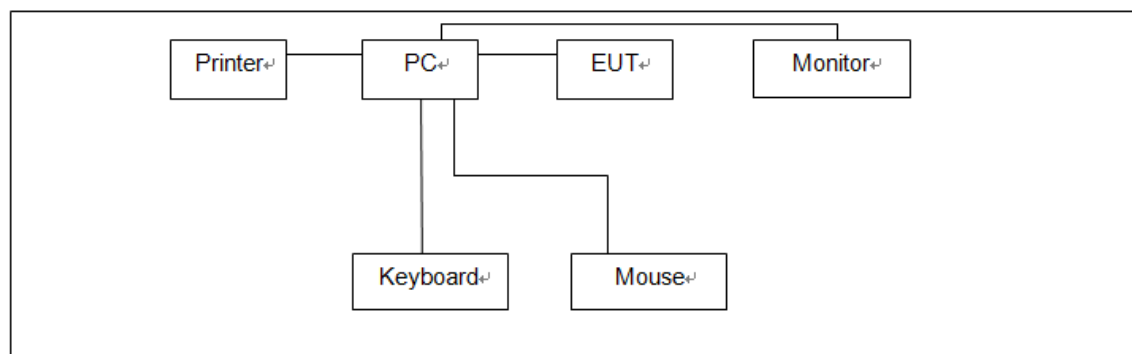 Printer
PC
EUT
Monitor
Keyboard
Mouse